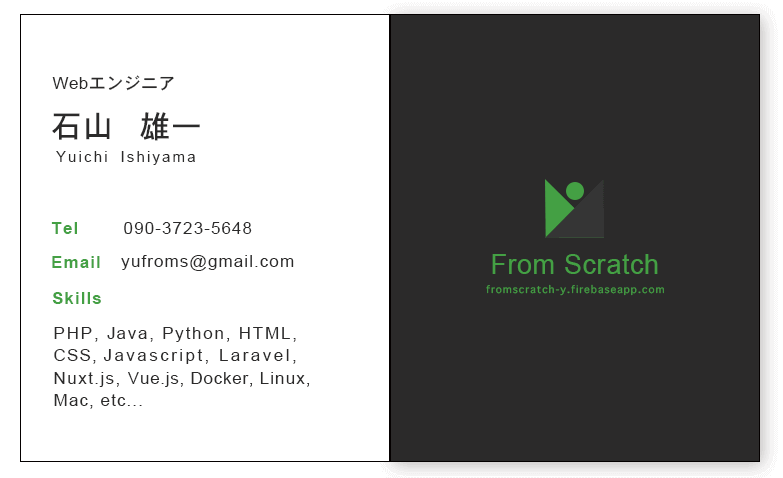 Webエンジニア
石山 雄一
Yuichi Ishiyama
Tel 090-3723-5648
Email yufroms@gmail.com
Skills
PHP, Java, Python, HTML,
CSS, Javascript, Laravel,
Nuxt.js, Vue.js, Docker, Linux,
Mac, etc...
From Scratch
fromscratch-y.firebaseapp.com